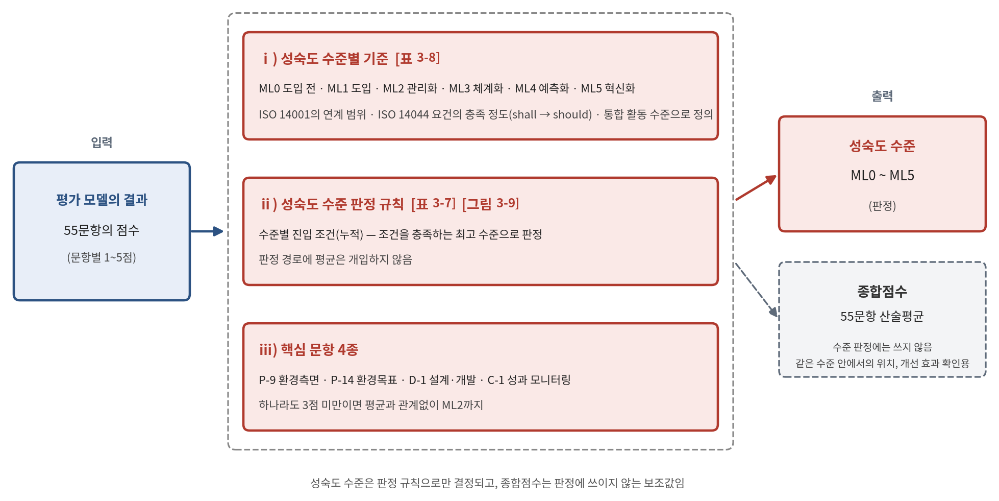 입력
평가 모델의 결과
55문항의 점수
(문항별 1~5점)
ⅰ) 성숙도 수준별 기준 [표 3-8]
ML0 도입 전 · ML1 도입 · ML2 관리화 · ML3 체계화 · ML4 예측화 · ML5 혁신화
ISO 14001의 연계 범위 · ISO 14044 요건의 충족 정도(shall → should) · 통합 활동 수준으로 정의
ⅱ) 성숙도 수준 판정 규칙 [표 3-7] [그림 3-9]
수준별 진입 조건(누적) — 조건을 충족하는 최고 수준으로 판정
판정 경로에 평균은 개입하지 않음
ⅲ) 핵심 문항 4종
P-9 환경측면 · P-14 환경목표 · D-1 설계·개발 · C-1 성과 모니터링
하나라도 3점 미만이면 평균과 관계없이 ML2까지
출력
성숙도 수준
ML0 ~ ML5
(판정)
종합점수
55문항 산술평균
수준 판정에는 쓰지 않음
같은 수준 안에서의 위치, 개선 효과 확인용
성숙도 수준은 판정 규칙으로만 결정되고, 종합점수는 판정에 쓰이지 않는 보조값임